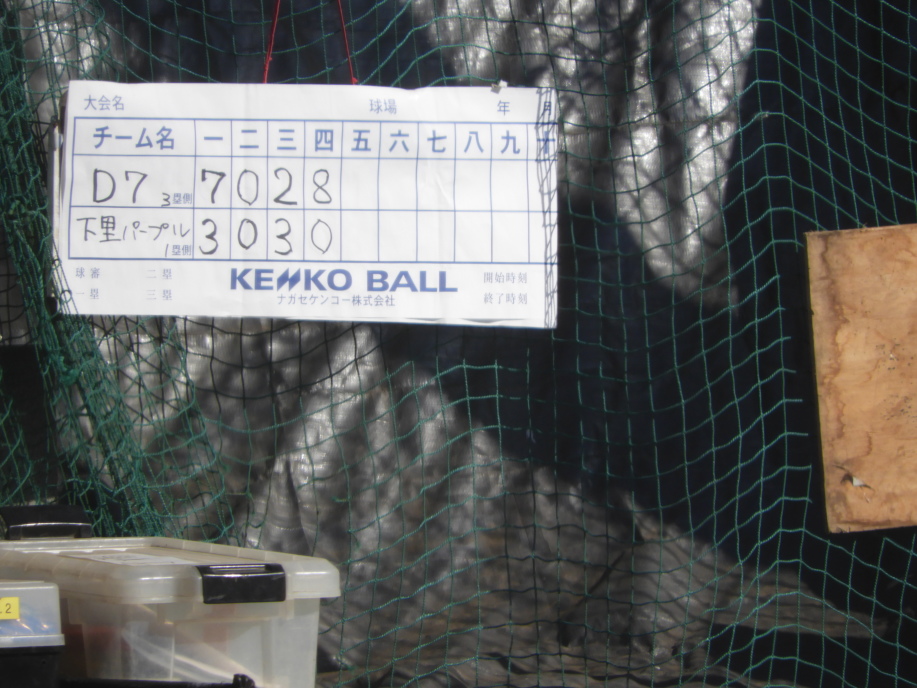 大会名 球場 年 月
チーム名 一 二 三 四 五 六 七 八 九 十
D7 3塁側 7 0 2 8
下里パープル 1塁側 3 0 3 0
球審 二塁 KENKO BALL 開始時刻
一塁 三塁 ナガセケンコー株式会社 終了時刻
.2